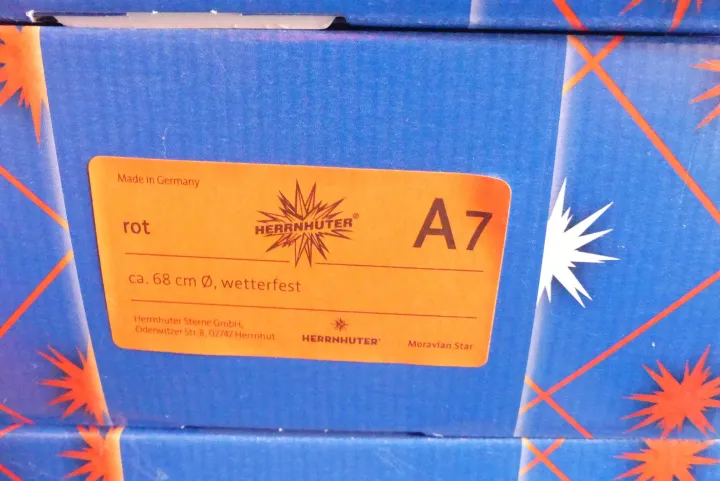 Made in Germany
rot
HERRNHUTER®
A7
ca. 68 cm Ø, wetterfest
Herrnhuter Sterne GmbH,
Oderwitzer Str. 8, 02747 Herrnhut
HERRNHUTER®
Moravian Star